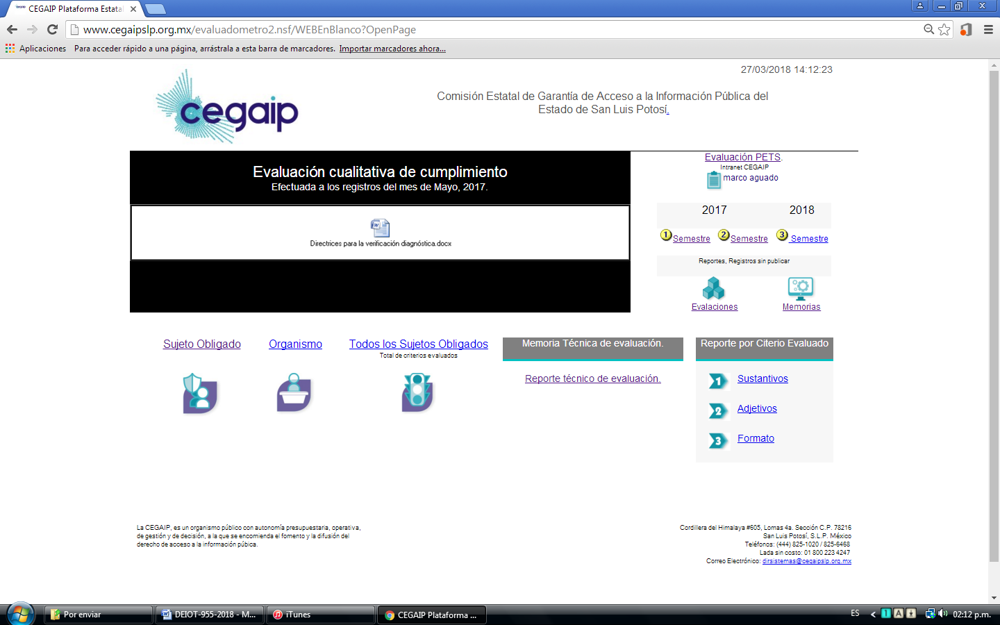 CEGAIP Plataforma Estata
www.cegaipslp.org.mx/evaluadometro2.nsf/WEBEnBlanco?OpenPage
Aplicaciones Para acceder rápido a una página, arrástrala a esta barra de marcadores. Importar marcadores ahora...
27/03/2018 14:12:23
cegaip
Comisión Estatal de Garantía de Acceso a la Información Pública del
Estado de San Luis Potosí.
Evaluación cualitativa de cumplimiento
Efectuada a los registros del mes de Mayo, 2017.
Directrices para la verificación diagnóstica.docx
Evaluación PETS.
Intranet CEGAIP
marco aguado
2017 2018
1 Semestre 2 Semestre 3 Semestre
Reportes, Registros sin publicar
Evalaciones Memorias
Sujeto Obligado Organismo Todos los Sujetos Obligados
Total de criterios evaluados
Memoria Técnica de evaluación.
Reporte técnico de evaluación.
Reporte por Citerio Evaluado
1 Sustantivos
2 Adjetivos
3 Formato
La CEGAIP, es un organismo público con autonomía presupuestaria, operativa,
de gestión y de decisión, a la que se encomienda el fomento y la difusión del
derecho de acceso a la información púbica.
Cordillera del Himalaya #605, Lomas 4a. Sección C.P. 78216
San Luis Potosí, S.L.P. México
Teléfonos: (444) 825-1020 / 825-6468
Lada sin costo: 01 800 223 4247
Correo Electrónico: dirsistemas@cegaipslp.org.mx
Por enviar DEIOT-955-2018 - M... iTunes CEGAIP Plataforma ... ES 1 A 02:12 p.m.